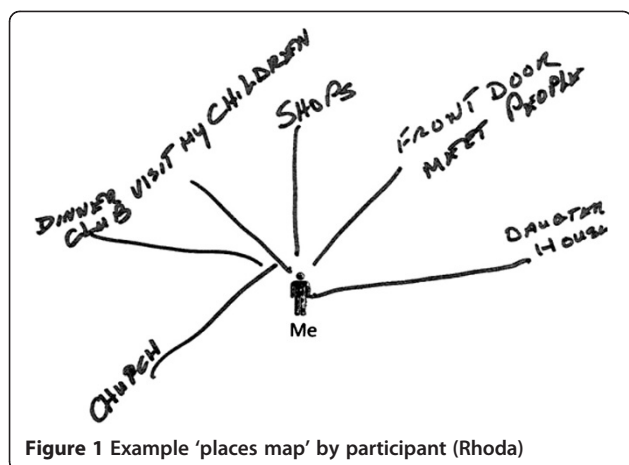 VISIT MY CHILDREN
SHOPS
FRONT DOOR
MEET PEOPLE
DINNER
CLUB
DAUGTER
HOUSE
CHURCH
Me
Figure 1 Example ‘places map’ by participant (Rhoda)